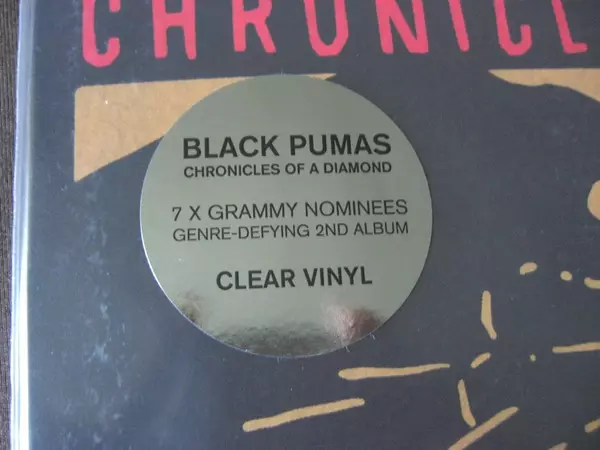 CHRONICL
BLACK PUMAS
CHRONICLES OF A DIAMOND
7 X GRAMMY NOMINEES
GENRE-DEFYING 2ND ALBUM
CLEAR VINYL